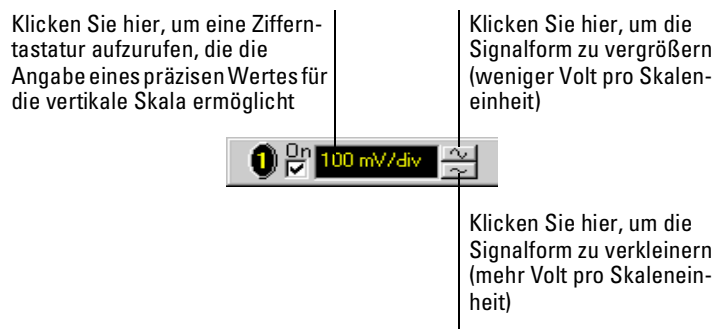 Klicken Sie hier, um eine Ziffern-
tastatur aufzurufen, die die
Angabe eines präzisen Wertes für
die vertikale Skala ermöglicht
Klicken Sie hier, um die
Signalform zu vergrößern
(weniger Volt pro Skalen-
einheit)
1 On 100 mV/div
Klicken Sie hier, um die
Signalform zu verkleinern
(mehr Volt pro Skalenein-
heit)